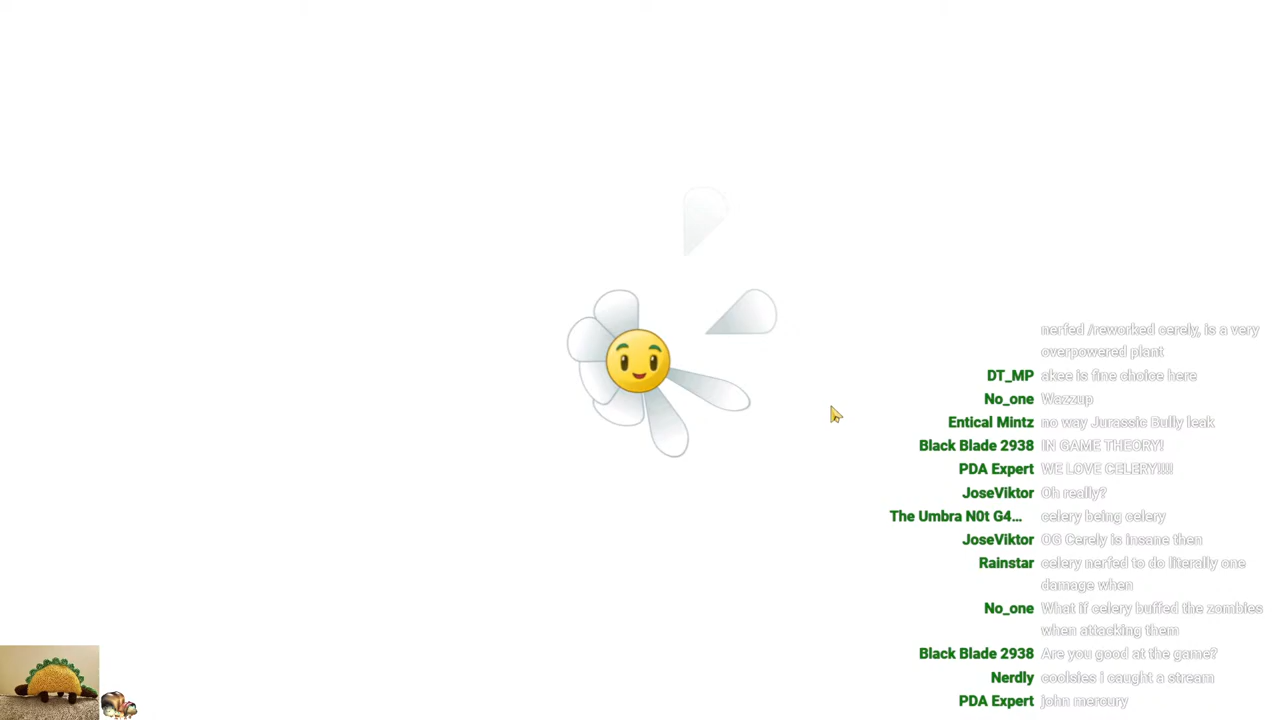 nerfed /reworked cerely, is a very
overpowered plant
DT_MP akee is fine choice here
No_one Wazzup
Entical Mintz no way Jurassic Bully leak
Black Blade 2938 IN GAME THEORY!
PDA Expert WE LOVE CELERY!!!!
JoseViktor Oh really?
The Umbra N0t G4... celery being celery
JoseViktor OG Cerely is insane then
Rainstar celery nerfed to do literally one
damage when
No_one What if celery buffed the zombies
when attacking them
Black Blade 2938 Are you good at the game?
Nerdly coolsies i caught a stream
PDA Expert john mercury